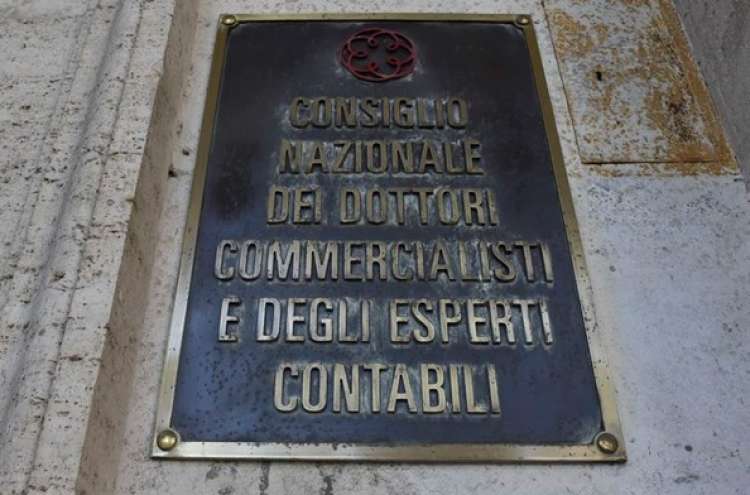 CONSIGLIO
NAZIONALE
DEI DOTTORI
COMMERCIALISTI
E DEGLI ESPERTI
CONTABILI